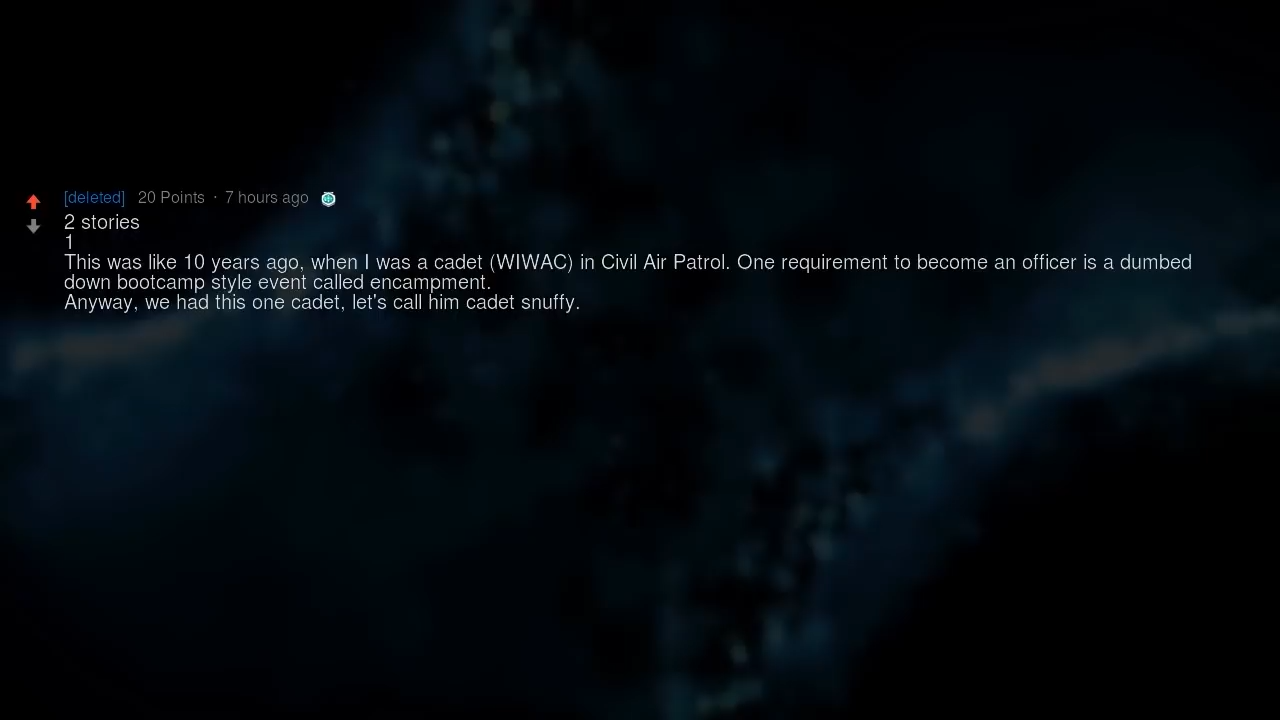 [deleted] 20 Points · 7 hours ago
2 stories
1
This was like 10 years ago, when I was a cadet (WIWAC) in Civil Air Patrol. One requirement to become an officer is a dumbed
down bootcamp style event called encampment.
Anyway, we had this one cadet, let's call him cadet snuffy.